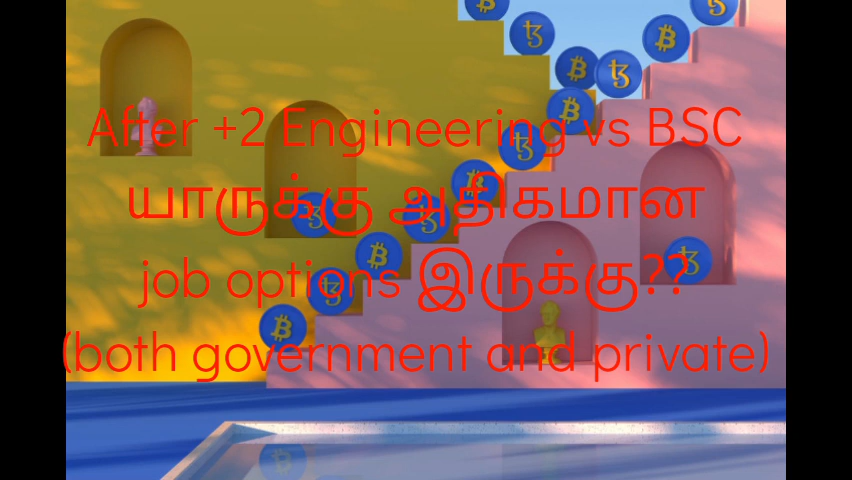 After +2 Engineering vs BSC
யாருக்கு அதிகமான
job options இருக்கு??
(both government and private)